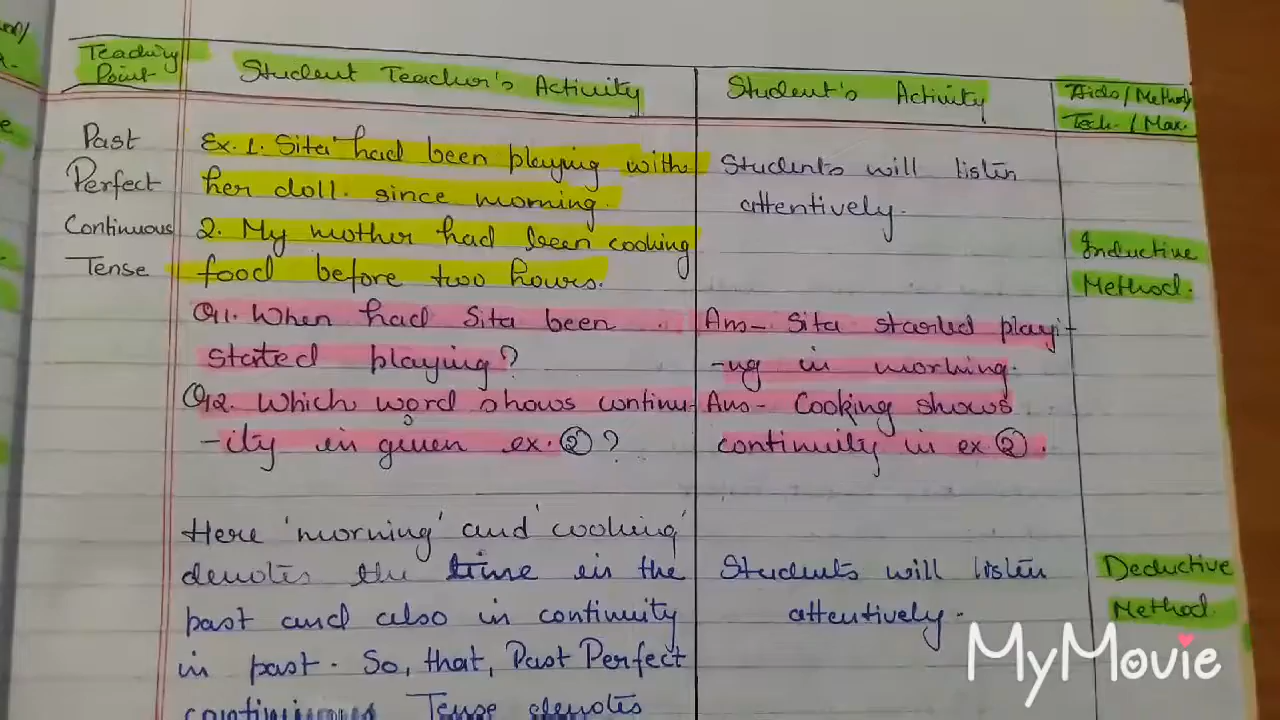 Teaching
Point
Student Teacher's Activity
Student's Activity
Aids/Method/
Tech./Max.
Past
Perfect
Continuous
Tense
Ex. 1. Sita had been playing with
her doll. since morning.
2. My mother had been cooking
food before two hours.
Q1. When had Sita been
stated playing?
Q2. Which word shows continu-
-ity in given ex. 2 ?
Here 'morning' and 'cooking'
denotes the time in the
past and also in continuity
in past. So, that, Past Perfect
continuous Tense denotes
Students will listen
attentively.
Ans- Sita started playi-
-ng in morning.
Ans- Cooking shows
continuity in ex. 2.
Students will listen
attentively.
Inductive
Method.
Deductive
Method.
MyMovie